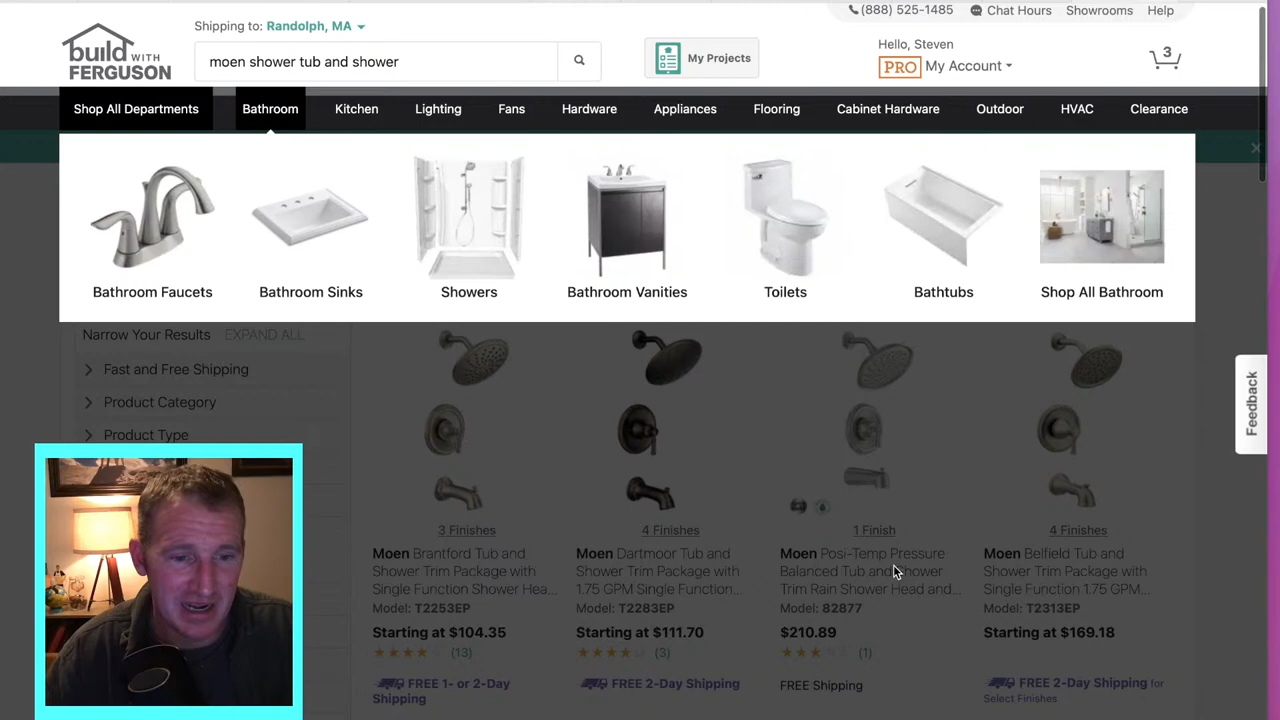 (888) 525-1485 Chat Hours Showrooms Help
Shipping to: Randolph, MA
build WITH FERGUSON
moen shower tub and shower
My Projects
Hello, Steven
PRO My Account
3
Shop All Departments Bathroom Kitchen Lighting Fans Hardware Appliances Flooring Cabinet Hardware Outdoor HVAC Clearance
Bathroom Faucets Bathroom Sinks Showers Bathroom Vanities Toilets Bathtubs Shop All Bathroom
Narrow Your Results EXPAND ALL
Fast and Free Shipping
Product Category
Product Type
Feedback
3 Finishes
Moen Brantford Tub and
Shower Trim Package with
Single Function Shower Hea...
Model: T2253EP
Starting at $104.35
(13)
FREE 1- or 2-Day
Shipping
4 Finishes
Moen Dartmoor Tub and
Shower Trim Package with
1.75 GPM Single Function...
Model: T2283EP
Starting at $111.70
(3)
FREE 2-Day Shipping
1 Finish
Moen Posi-Temp Pressure
Balanced Tub and Shower
Trim Rain Shower Head and...
Model: 82877
$210.89
(1)
FREE Shipping
4 Finishes
Moen Belfield Tub and
Shower Trim Package with
Single Function 1.75 GPM...
Model: T2313EP
Starting at $169.18
FREE 2-Day Shipping for
Select Finishes